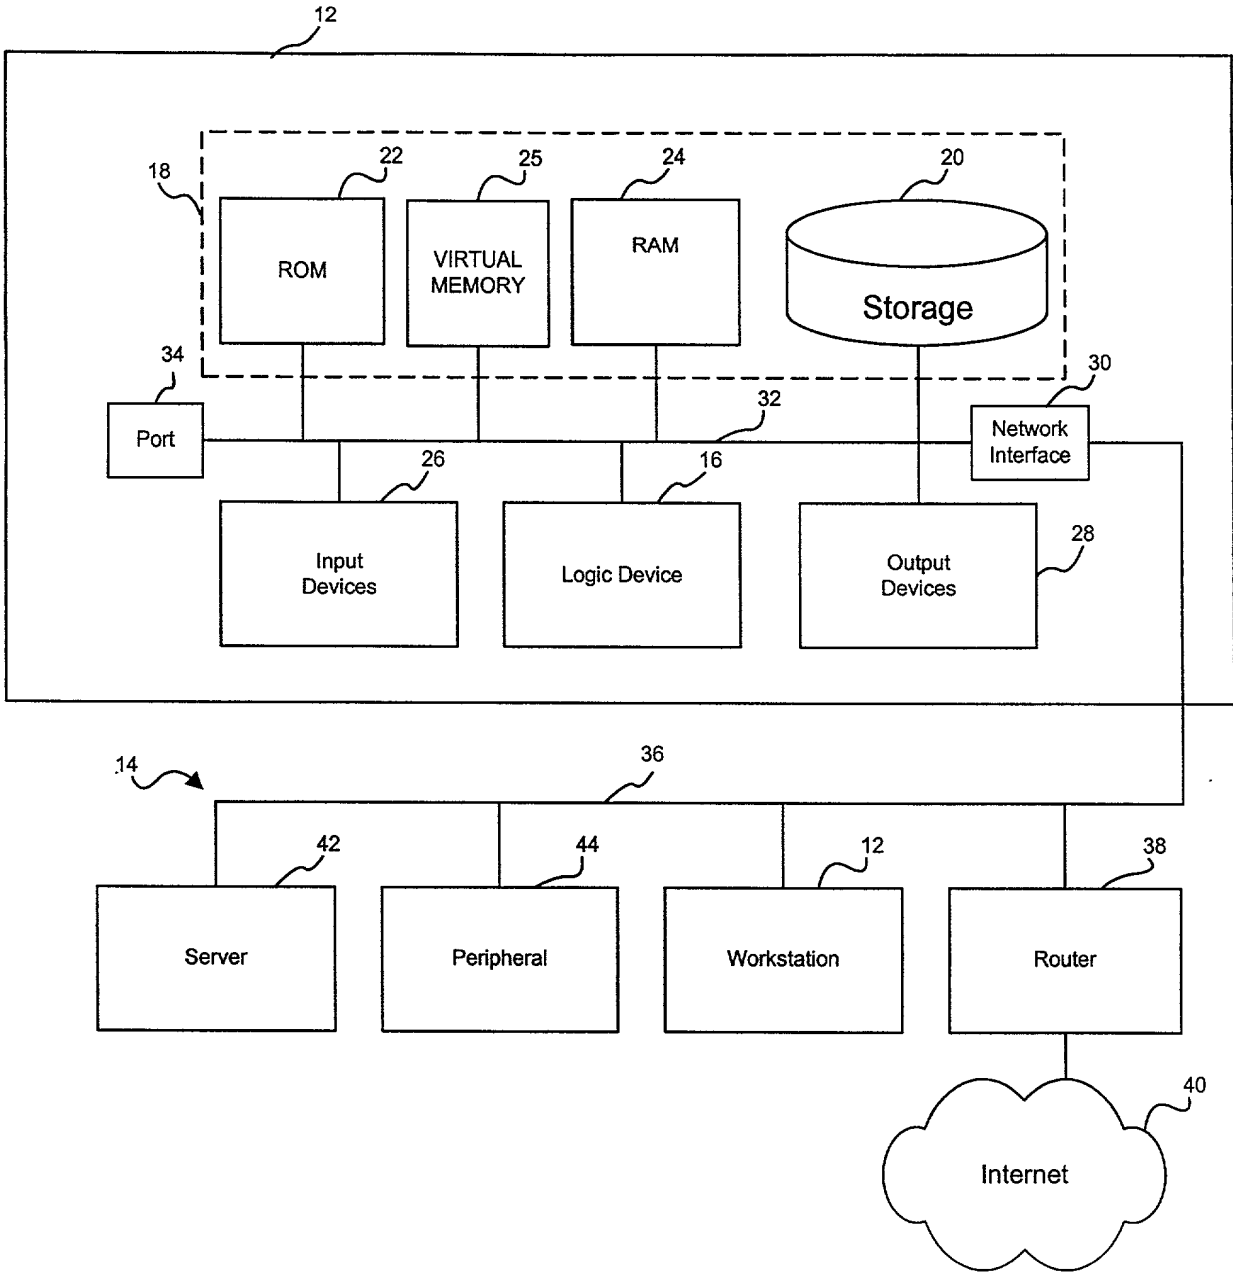 12
18
22
25
24
20
ROM
VIRTUAL
MEMORY
RAM
Storage
34
30
Port
32
Network
Interface
26
16
28
Input
Devices
Logic Device
Output
Devices
14
36
42
44
12
38
Server
Peripheral
Workstation
Router
40
Internet